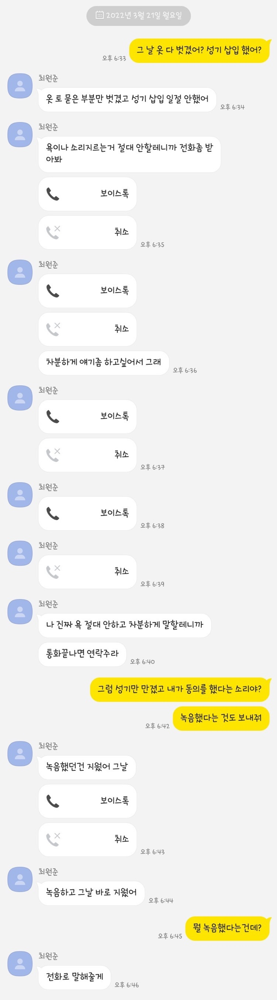 2022년 3월 21일 월요일
그 날 옷 다 벗겼어? 성기 삽입 했어?
오후 6:33
최원준
옷 토 묻은 부분만 벗겼고 성기 삽입 일절 안했어
오후 6:34
최원준
욕이나 소리지르는거 절대 안할테니까 전화좀 받
아봐
보이스톡
취소
오후 6:35
최원준
보이스톡
취소
차분하게 얘기좀 하고싶어서 그래
오후 6:36
최원준
보이스톡
취소
오후 6:37
최원준
보이스톡
오후 6:38
최원준
취소
오후 6:39
최원준
나 진짜 욕 절대 안하고 차분하게 말할테니까
통화끝나면 연락주라
오후 6:40
그럼 성기만 만졌고 내가 동의를 했다는 소리야?
녹음했다는 것도 보내줘
오후 6:42
최원준
녹음했던건 지웠어 그날
보이스톡
취소
오후 6:43
최원준
녹음하고 그날 바로 지웠어
오후 6:44
뭘 녹음했다는건데?
오후 6:45
최원준
전화로 말해줄게
오후 6:46